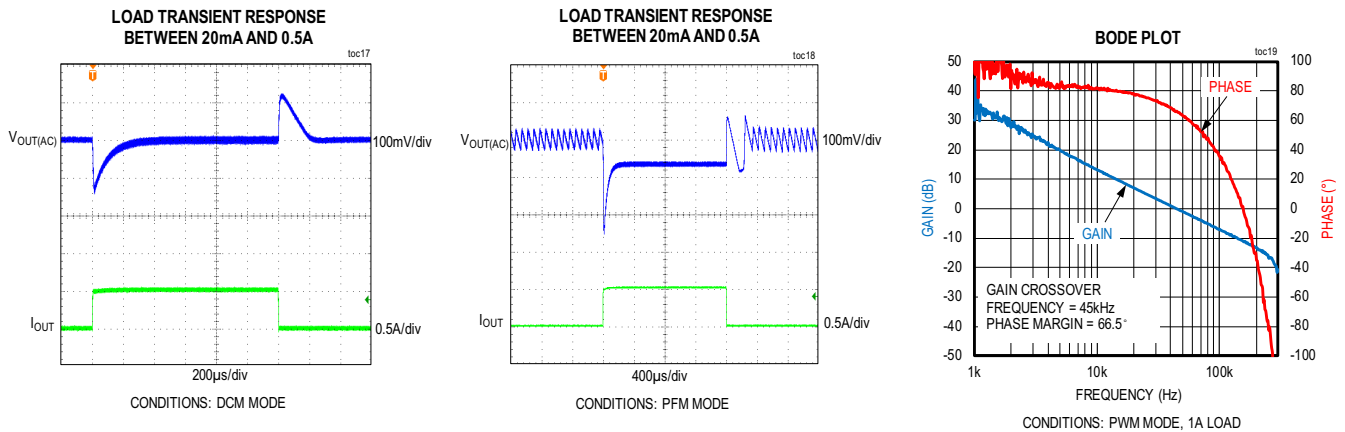 LOAD TRANSIENT RESPONSE
BETWEEN 20mA AND 0.5A
toc17
T
VOUT(AC)
100mV/div
IOUT
0.5A/div
200µs/div
CONDITIONS: DCM MODE
LOAD TRANSIENT RESPONSE
BETWEEN 20mA AND 0.5A
toc18
T
VOUT(AC)
100mV/div
IOUT
0.5A/div
400µs/div
CONDITIONS: PFM MODE
BODE PLOT
toc19
50
40
30
20
10
0
-10
-20
-30
-40
-50
GAIN (dB)
100
80
60
40
20
0
-20
-40
-60
-80
-100
PHASE (°)
PHASE
GAIN
GAIN CROSSOVER
FREQUENCY = 45kHz
PHASE MARGIN = 66.5°
1k
10k
100k
FREQUENCY (Hz)
CONDITIONS: PWM MODE, 1A LOAD